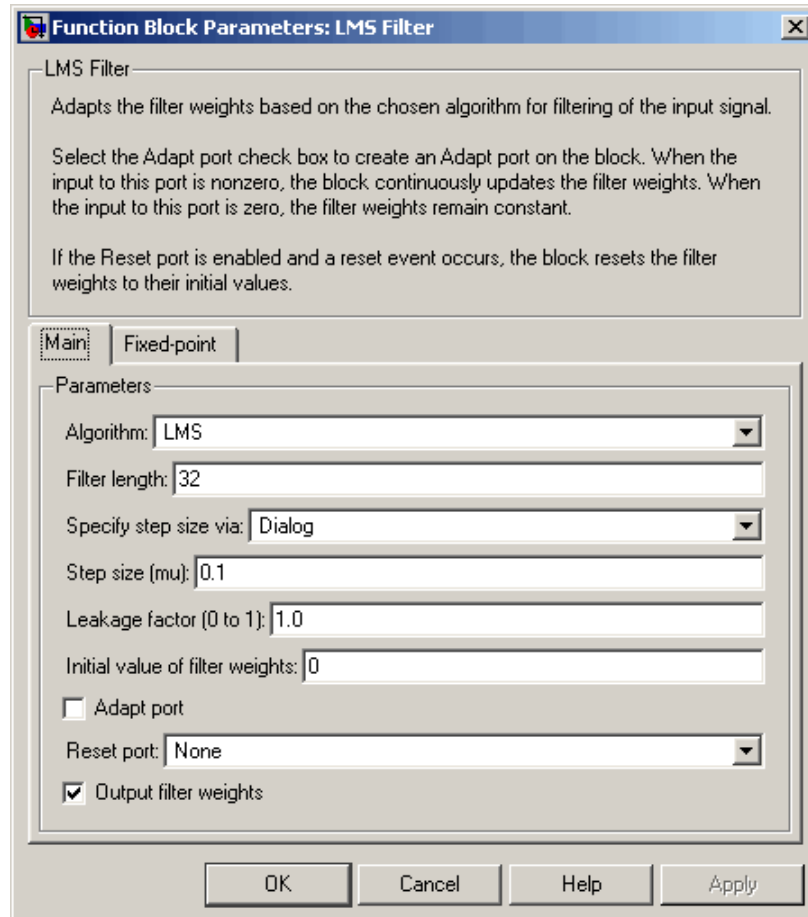 Function Block Parameters: LMS Filter
LMS Filter
Adapts the filter weights based on the chosen algorithm for filtering of the input signal.
Select the Adapt port check box to create an Adapt port on the block. When the
input to this port is nonzero, the block continuously updates the filter weights. When
the input to this port is zero, the filter weights remain constant.
If the Reset port is enabled and a reset event occurs, the block resets the filter
weights to their initial values.
Main Fixed-point
Parameters
Algorithm: LMS
Filter length: 32
Specify step size via: Dialog
Step size (mu): 0.1
Leakage factor (0 to 1): 1.0
Initial value of filter weights: 0
Adapt port
Reset port: None
Output filter weights
OK Cancel Help Apply